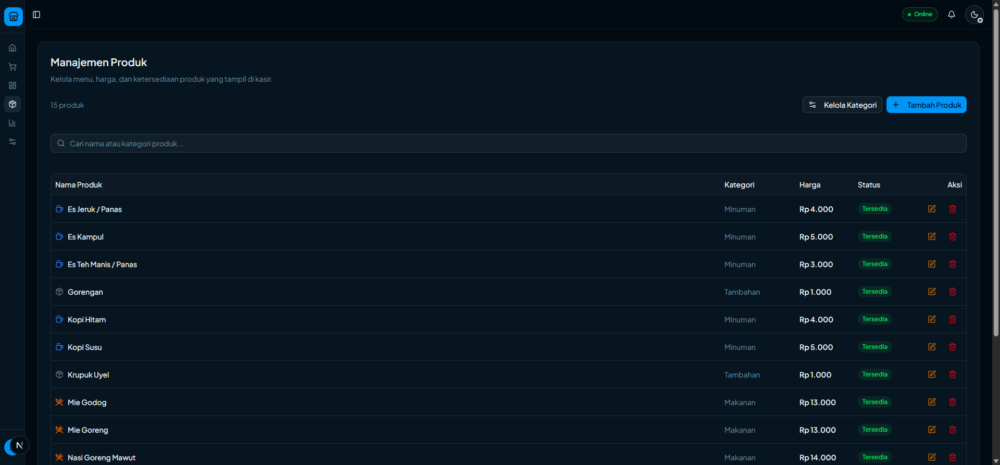 Online
Manajemen Produk
Kelola menu, harga, dan ketersediaan produk yang tampil di kasir.
15 produk
Kelola Kategori
+ Tambah Produk
Cari nama atau kategori produk...
Nama Produk Kategori Harga Status Aksi
Es Jeruk / Panas Minuman Rp 4.000 Tersedia
Es Kampul Minuman Rp 5.000 Tersedia
Es Teh Manis / Panas Minuman Rp 3.000 Tersedia
Gorengan Tambahan Rp 1.000 Tersedia
Kopi Hitam Minuman Rp 4.000 Tersedia
Kopi Susu Minuman Rp 5.000 Tersedia
Krupuk Uyel Tambahan Rp 1.000 Tersedia
Mie Godog Makanan Rp 13.000 Tersedia
Mie Goreng Makanan Rp 13.000 Tersedia
Nasi Goreng Mawut Makanan Rp 14.000 Tersedia
N